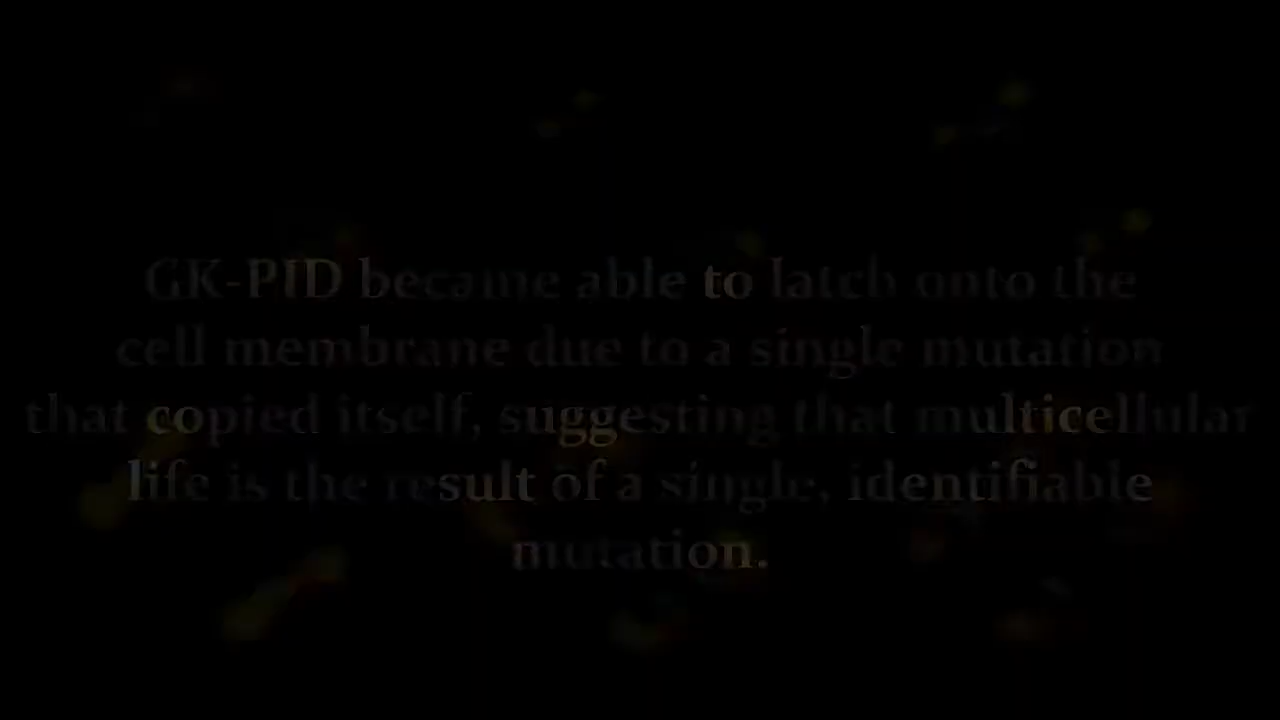 GK-PID became able to latch onto the
cell membrane due to a single mutation
that copied itself, suggesting that multicellular
life is the result of a single, identifiable
mutation.